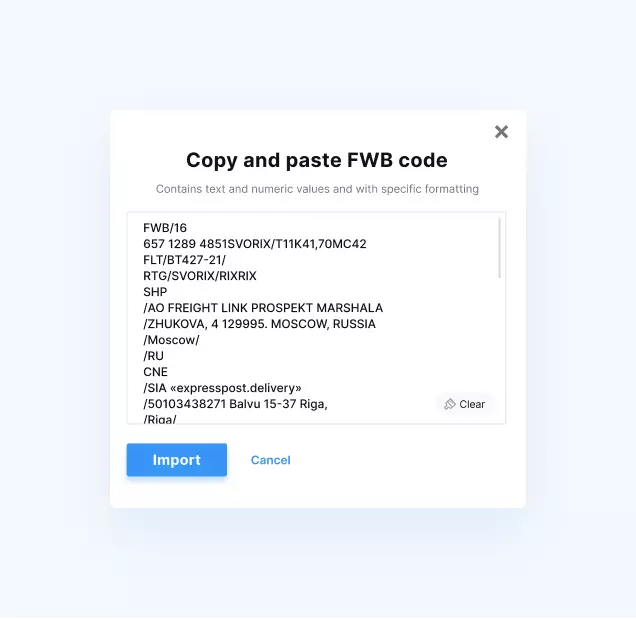 Copy and paste FWB code
Contains text and numeric values and with specific formatting
FWB/16
657 1289 4851SVORIX/T11K41,70MC42
FLT/BT427-21/
RTG/SVORIX/RIXRIX
SHP
/AO FREIGHT LINK PROSPEKT MARSHALA
/ZHUKOVA, 4 129995. MOSCOW, RUSSIA
/Moscow/
/RU
CNE
/SIA «expresspost.delivery»
/50103438271 Balvu 15-37 Riga,
/Riga/
Clear
Import
Cancel